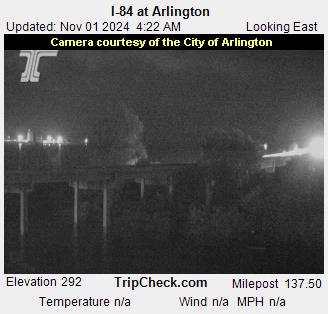 I-84 at Arlington
Updated: Nov 01 2024 4:22 AM Looking East
Camera courtesy of the City of Arlington
Elevation 292 TripCheck.com Milepost 137.50
Temperature n/a Wind n/a MPH n/a